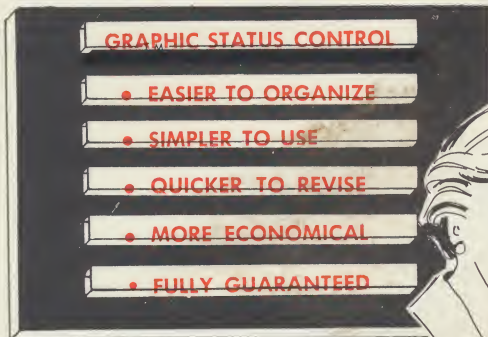 GRAPHIC STATUS CONTROL
• EASIER TO ORGANIZE
• SIMPLER TO USE
• QUICKER TO REVISE
• MORE ECONOMICAL
• FULLY GUARANTEED